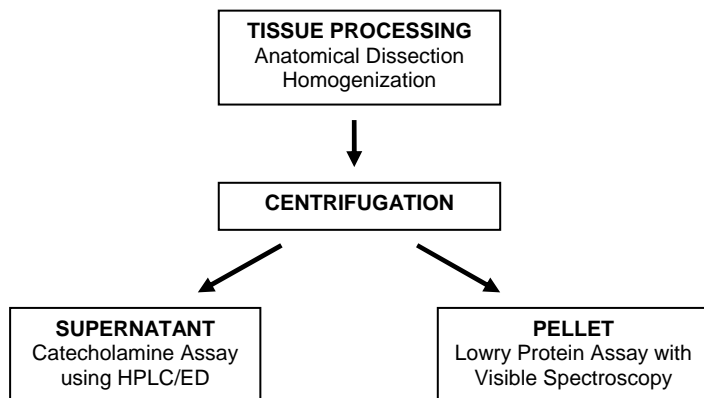 TISSUE PROCESSING
Anatomical Dissection
Homogenization
CENTRIFUGATION
SUPERNATANT
Catecholamine Assay
using HPLC/ED
PELLET
Lowry Protein Assay with
Visible Spectroscopy